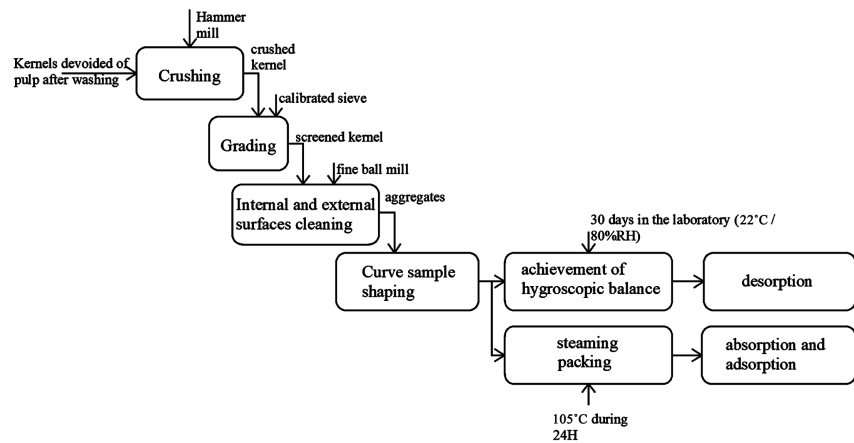 Hammer
mill
Kernels devoided of
pulp after washing
Crushing
crushed
kernel
calibrated sieve
Grading
screened kernel
fine ball mill
Internal and external
surfaces cleaning
aggregates
30 days in the laboratory (22°C /
80%RH)
Curve sample
shaping
achievement of
hygroscopic balance
desorption
steaming
packing
absorption and
adsorption
105°C during
24H